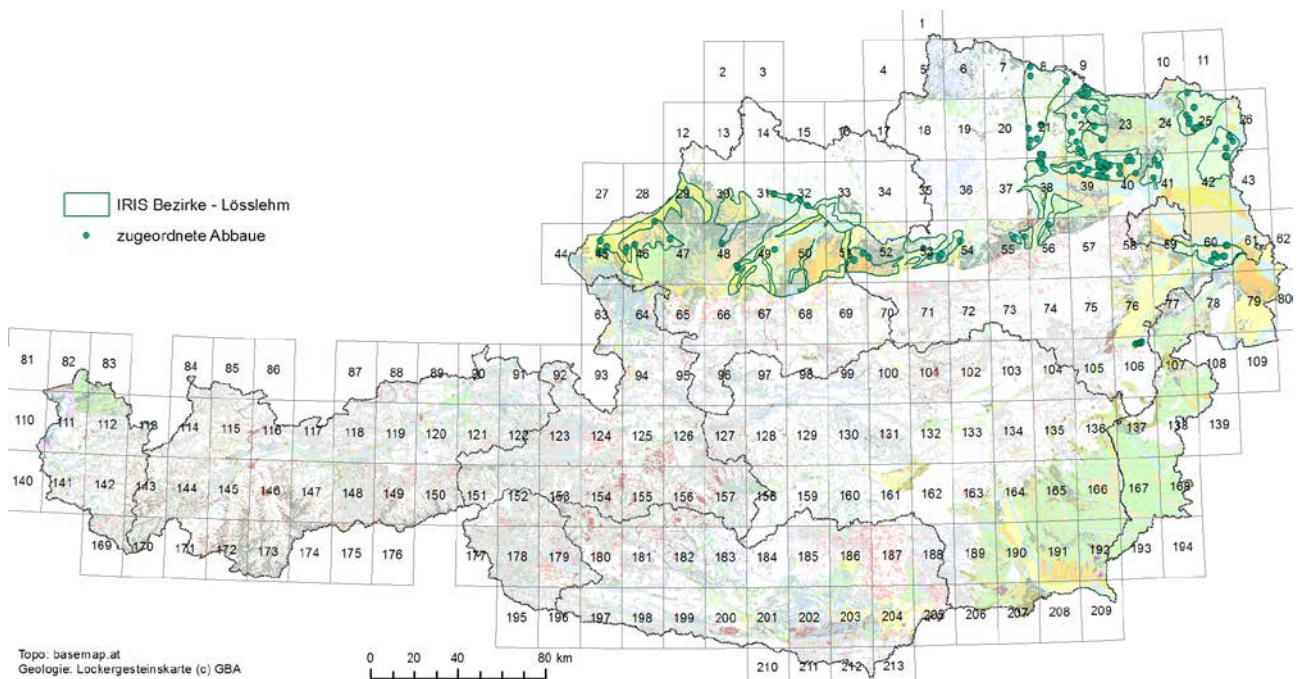 1
2 3 4 5 6 7 8 9 10 11
12 13 14 15 16 17 18 19 20 21 22 23 24 25 26
IRIS Bezirke - Lösslehm
zugeordnete Abbaue
27 28 29 30 31 32 33 34 35 36 37 38 39 40 41 42 43
44 45 46 47 48 49 50 51 52 53 54 55 56 57 58 59 60 61 62
63 64 65 66 67 68 69 70 71 72 73 74 75 76 77 78 79 80
81 82 83 84 85 86 87 88 89 90 91 92 93 94 95 96 97 98 99 100 101 102 103 104 105 106 107 108 109
110 111 112 113 114 115 116 117 118 119 120 121 122 123 124 125 126 127 128 129 130 131 132 133 134 135 136 137 138 139
140 141 142 143 144 145 146 147 148 149 150 151 152 153 154 155 156 157 158 159 160 161 162 163 164 165 166 167 168
169 170 171 172 173 174 175 176 177 178 179 180 181 182 183 184 185 186 187 188 189 190 191 192 193 194
195 196 197 198 199 200 201 202 203 204 205 206 207 208 209
210 211 212 213
Topo: basemap.at
Geologie: Lockergesteinskarte (c) GBA
0 20 40 80 km